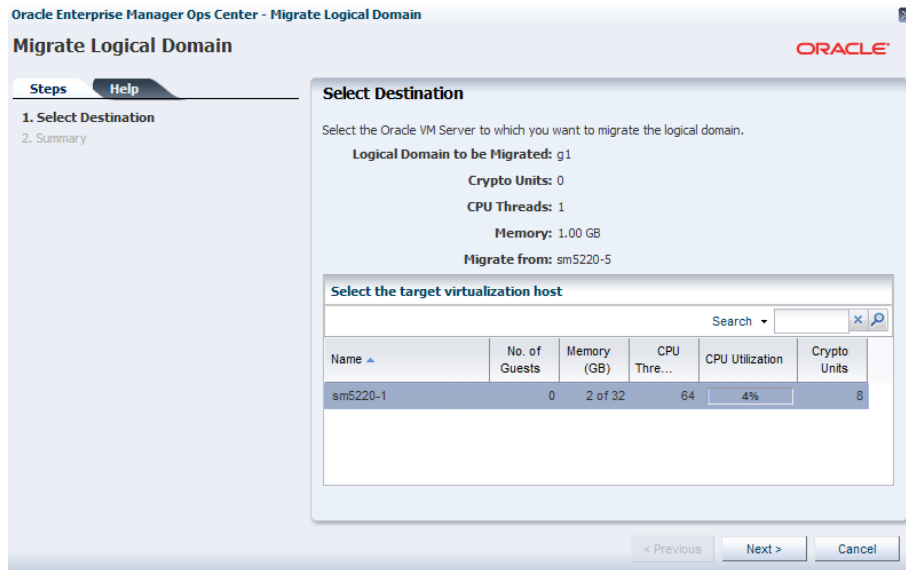 Oracle Enterprise Manager Ops Center - Migrate Logical Domain
Migrate Logical Domain
ORACLE
Steps
Help
1. Select Destination
2. Summary
Select Destination
Select the Oracle VM Server to which you want to migrate the logical domain.
Logical Domain to be Migrated: g1
Crypto Units: 0
CPU Threads: 1
Memory: 1.00 GB
Migrate from: sm5220-5
Select the target virtualization host
Search
Name No. of Guests Memory (GB) CPU Thre... CPU Utilization Crypto Units
sm5220-1 0 2 of 32 64 4% 8
< Previous Next > Cancel